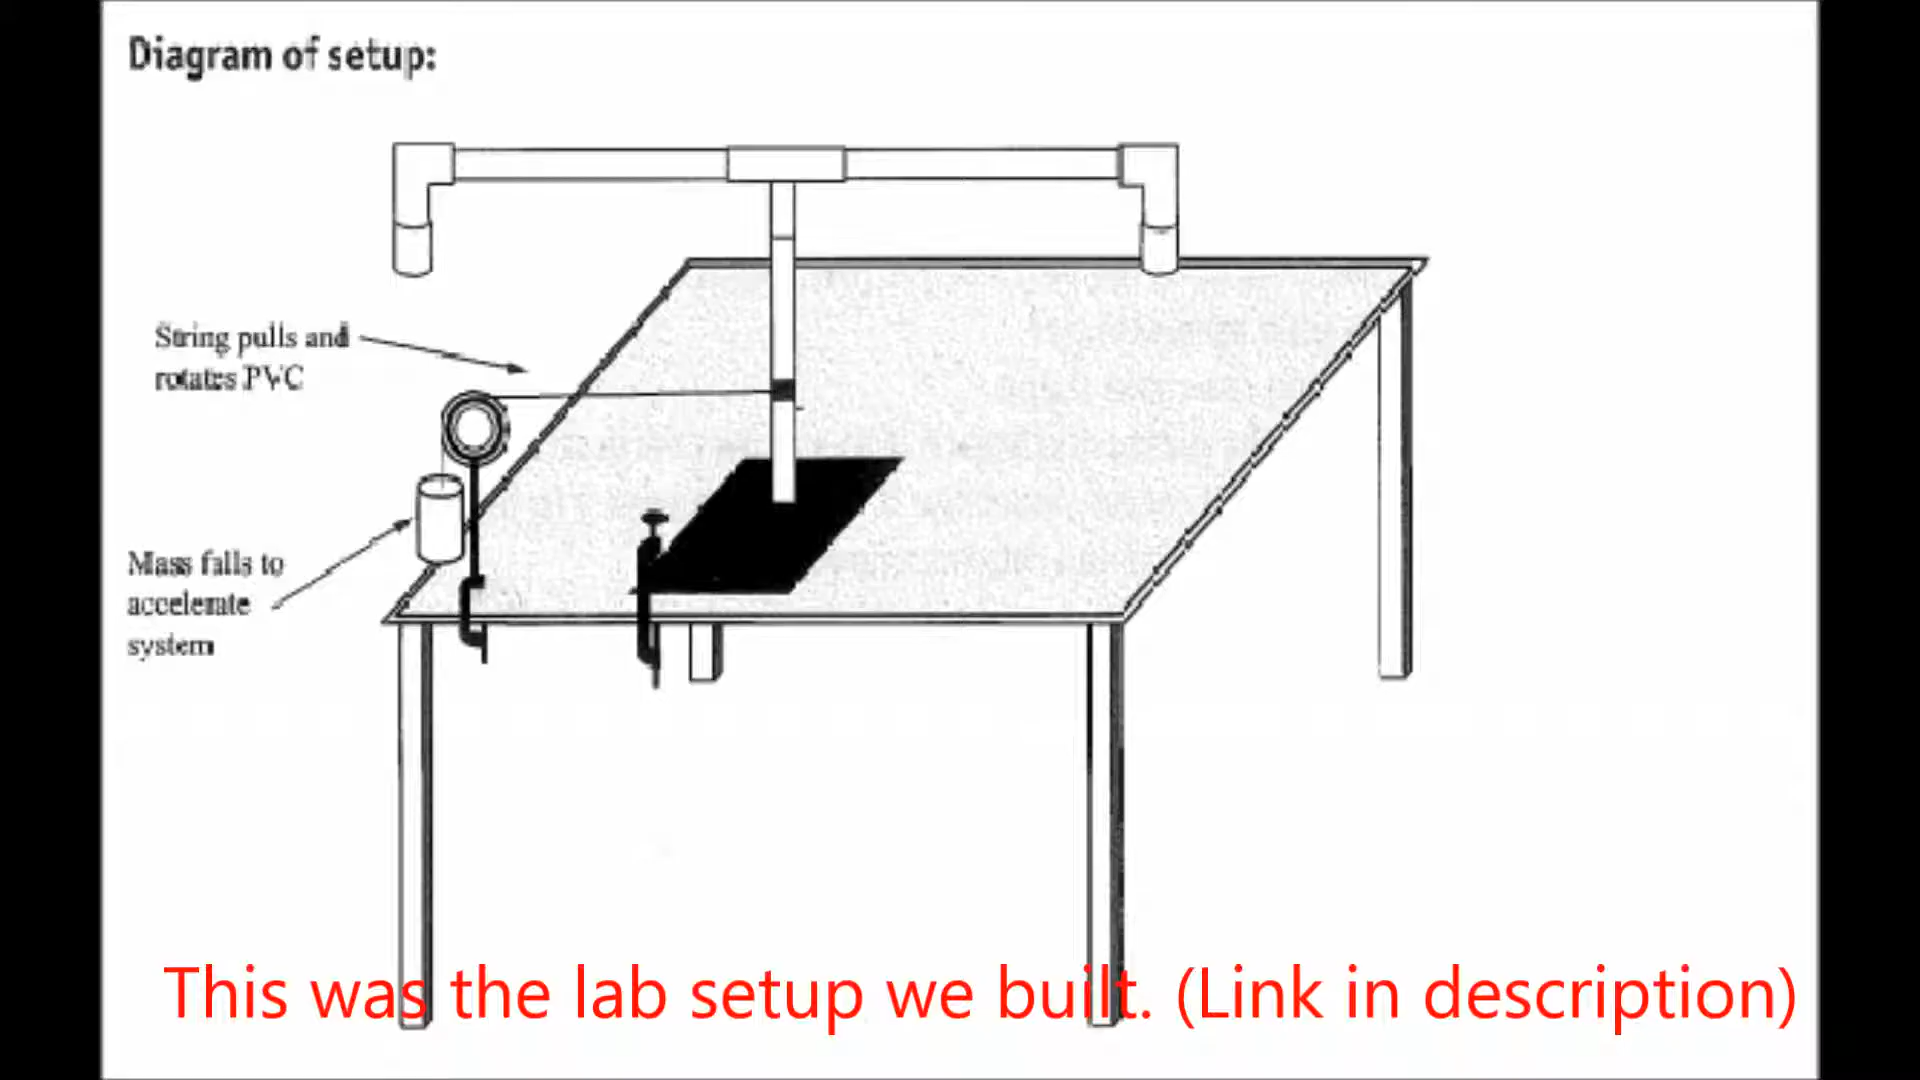 Diagram of setup:
String pulls and
rotates PVC
Mass falls to
accelerate
system
This was the lab setup we built. (Link in description)